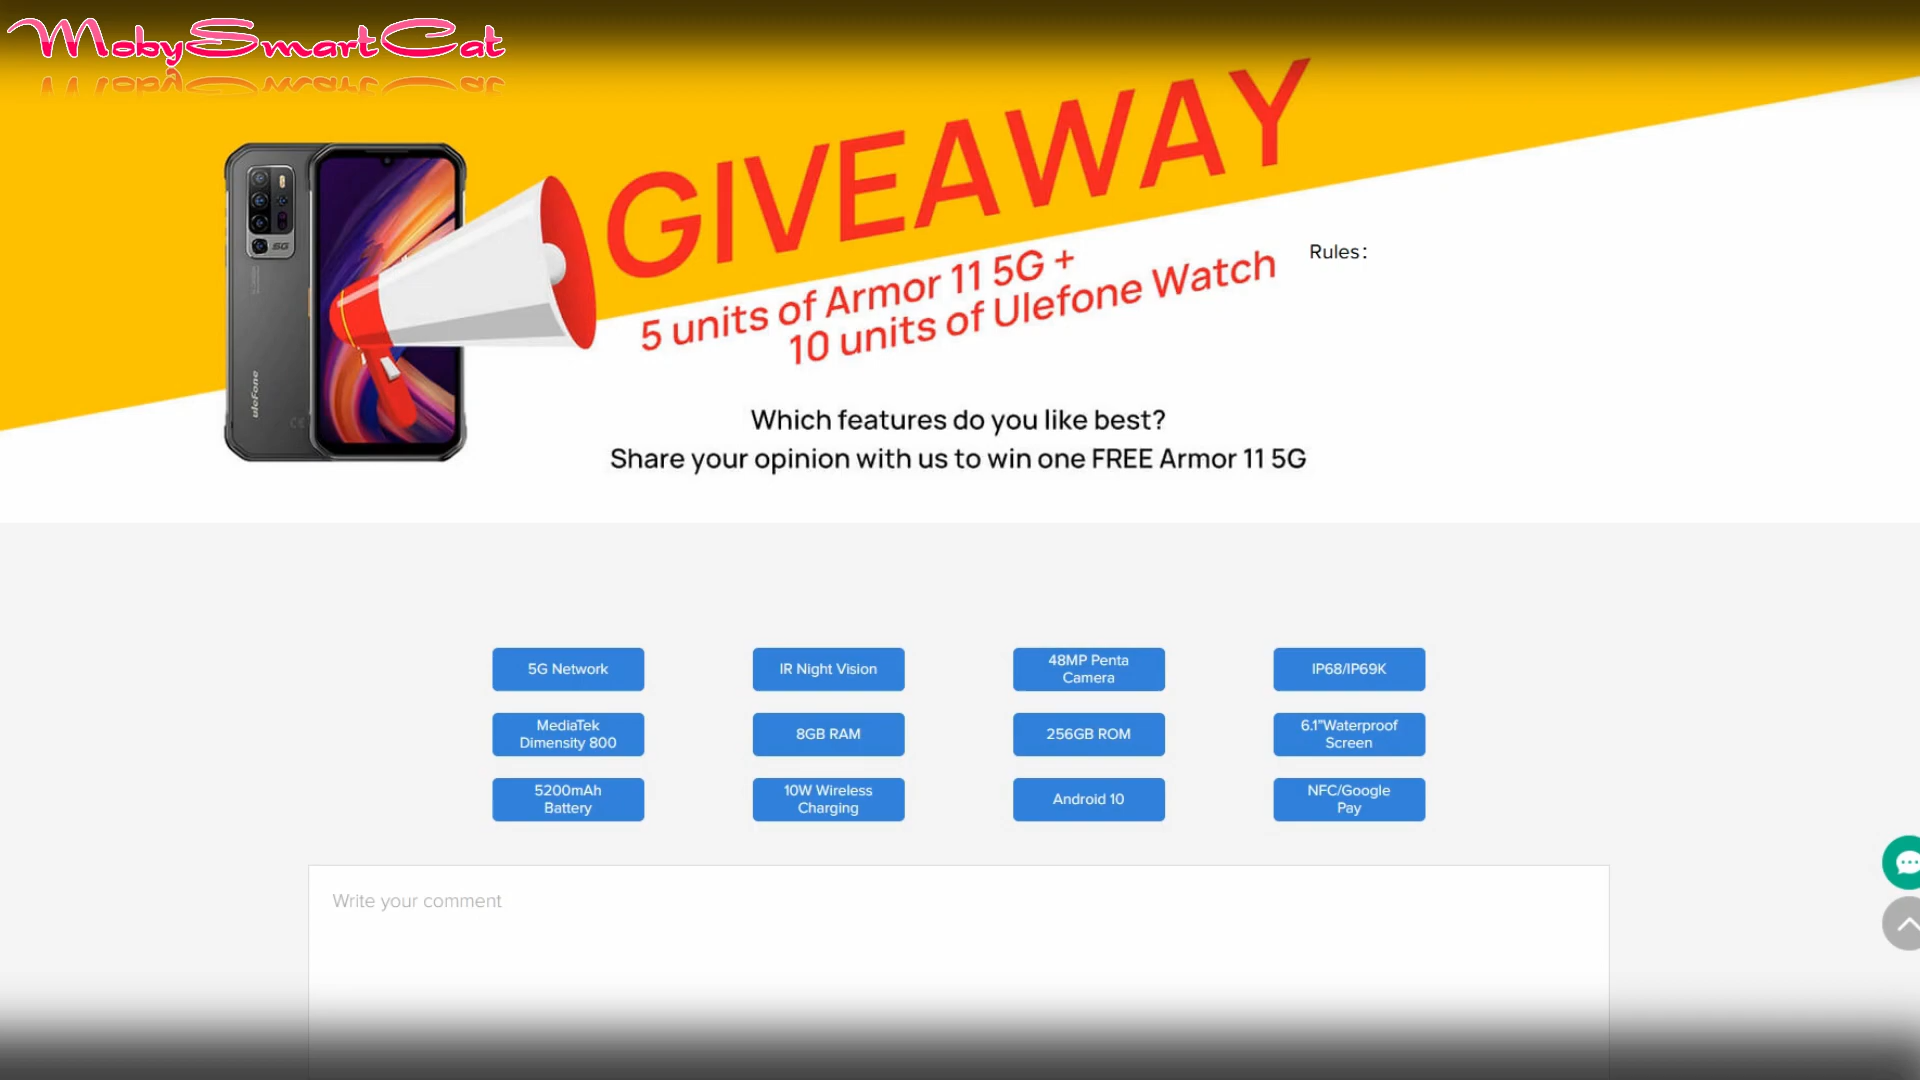 MobySmartCat
GIVEAWAY
5 units of Armor 11 5G +
10 units of Ulefone Watch
Rules:
5G
uleFone
Which features do you like best?
Share your opinion with us to win one FREE Armor 11 5G
5G Network
IR Night Vision
48MP Penta
Camera
IP68/IP69K
MediaTek
Dimensity 800
8GB RAM
256GB ROM
6.1"Waterproof
Screen
5200mAh
Battery
10W Wireless
Charging
Android 10
NFC/Google
Pay
Write your comment